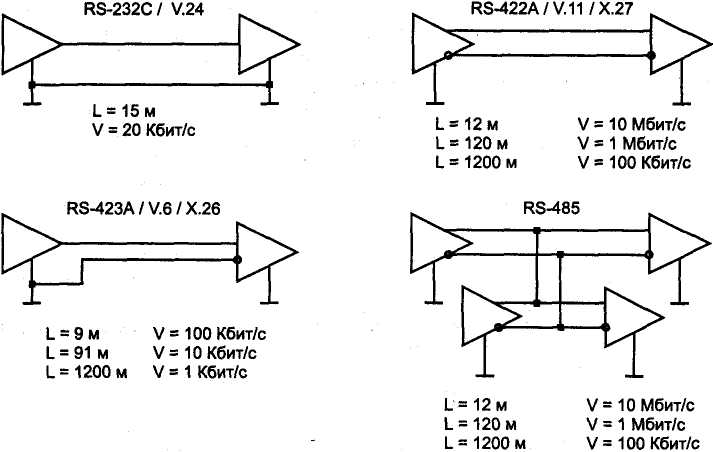 RS-232C / V.24
L = 15 м
V = 20 Кбит/с
RS-422A / V.11 / X.27
L = 12 м V = 10 Мбит/с
L = 120 м V = 1 Мбит/с
L = 1200 м V = 100 Кбит/с
RS-423A / V.6 / X.26
L = 9 м V = 100 Кбит/с
L = 91 м V = 10 Кбит/с
L = 1200 м V = 1 Кбит/с
RS-485
L = 12 м V = 10 Мбит/с
L = 120 м V = 1 Мбит/с
L = 1200 м V = 100 Кбит/с